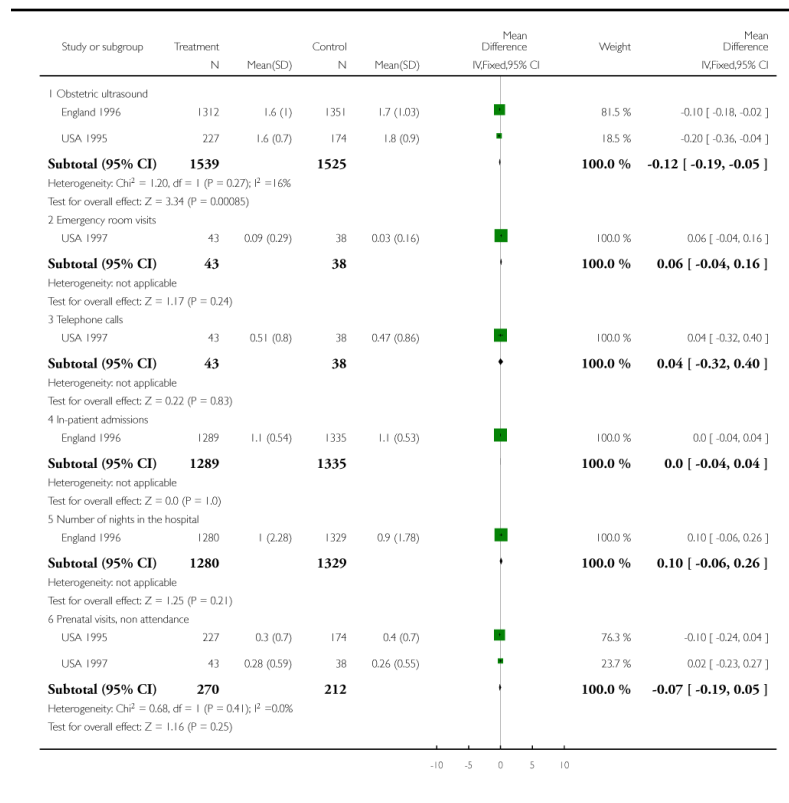 Study or subgroup Treatment Control Mean Difference Weight Mean Difference
N Mean(SD) N Mean(SD) IV,Fixed,95% CI IV,Fixed,95% CI
1 Obstetric ultrasound
England 1996 1312 1.6 (1) 1351 1.7 (1.03) 81.5 % -0.10 [ -0.18, -0.02 ]
USA 1995 227 1.6 (0.7) 174 1.8 (0.9) 18.5 % -0.20 [ -0.36, -0.04 ]
Subtotal (95% CI) 1539 1525 100.0 % -0.12 [ -0.19, -0.05 ]
Heterogeneity: Chi² = 1.20, df = 1 (P = 0.27); I² =16%
Test for overall effect: Z = 3.34 (P = 0.00085)
2 Emergency room visits
USA 1997 43 0.09 (0.29) 38 0.03 (0.16) 100.0 % 0.06 [ -0.04, 0.16 ]
Subtotal (95% CI) 43 38 100.0 % 0.06 [ -0.04, 0.16 ]
Heterogeneity: not applicable
Test for overall effect: Z = 1.17 (P = 0.24)
3 Telephone calls
USA 1997 43 0.51 (0.8) 38 0.47 (0.86) 100.0 % 0.04 [ -0.32, 0.40 ]
Subtotal (95% CI) 43 38 100.0 % 0.04 [ -0.32, 0.40 ]
Heterogeneity: not applicable
Test for overall effect: Z = 0.22 (P = 0.83)
4 In-patient admissions
England 1996 1289 1.1 (0.54) 1335 1.1 (0.53) 100.0 % 0.0 [ -0.04, 0.04 ]
Subtotal (95% CI) 1289 1335 100.0 % 0.0 [ -0.04, 0.04 ]
Heterogeneity: not applicable
Test for overall effect: Z = 0.0 (P = 1.0)
5 Number of nights in the hospital
England 1996 1280 1 (2.28) 1329 0.9 (1.78) 100.0 % 0.10 [ -0.06, 0.26 ]
Subtotal (95% CI) 1280 1329 100.0 % 0.10 [ -0.06, 0.26 ]
Heterogeneity: not applicable
Test for overall effect: Z = 1.25 (P = 0.21)
6 Prenatal visits, non attendance
USA 1995 227 0.3 (0.7) 174 0.4 (0.7) 76.3 % -0.10 [ -0.24, 0.04 ]
USA 1997 43 0.28 (0.59) 38 0.26 (0.55) 23.7 % 0.02 [ -0.23, 0.27 ]
Subtotal (95% CI) 270 212 100.0 % -0.07 [ -0.19, 0.05 ]
Heterogeneity: Chi² = 0.68, df = 1 (P = 0.41); I² =0.0%
Test for overall effect: Z = 1.16 (P = 0.25)
-10 -5 0 5 10